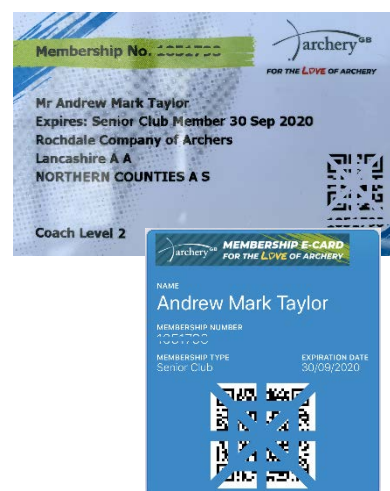 Membership No.
archery GB
FOR THE LOVE OF ARCHERY
Mr Andrew Mark Taylor
Expires: Senior Club Member 30 Sep 2020
Rochdale Company of Archers
Lancashire A A
NORTHERN COUNTIES A S
Coach Level 2
archery GB MEMBERSHIP E-CARD
FOR THE LOVE OF ARCHERY
NAME
Andrew Mark Taylor
MEMBERSHIP NUMBER
MEMBERSHIP TYPE EXPIRATION DATE
Senior Club 30/09/2020